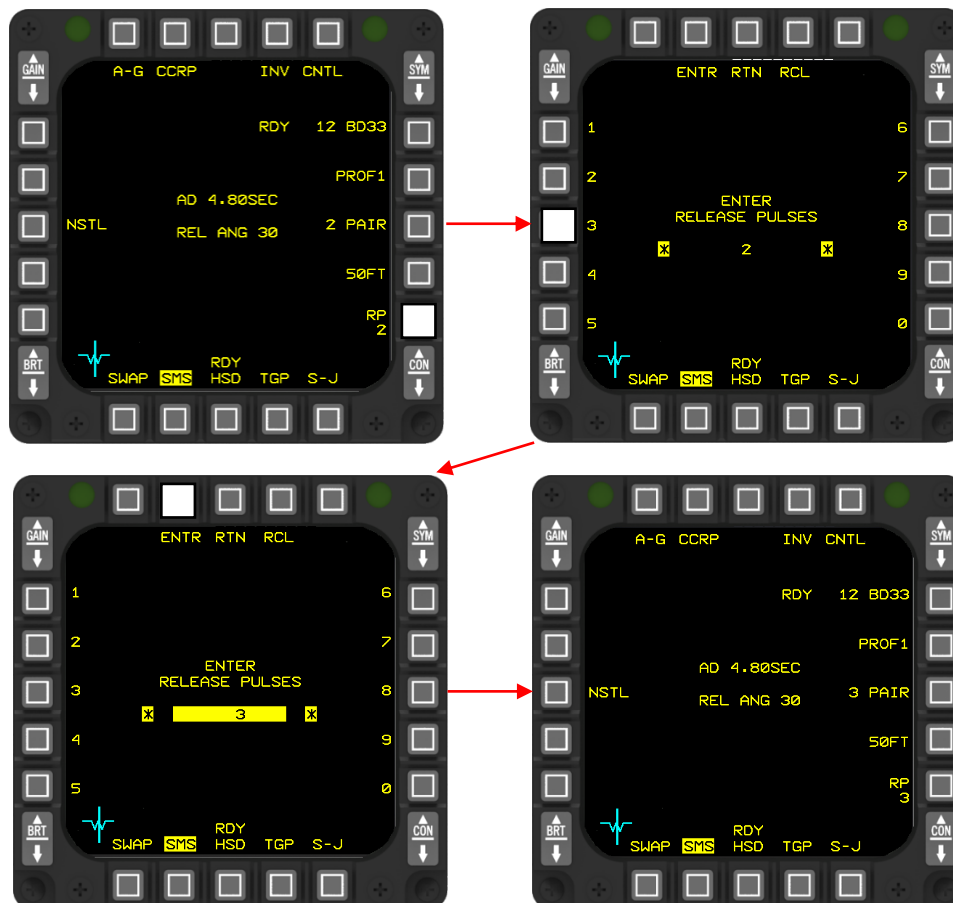 GAIN
SYM
A-G CCRP INV CNTL
RDY 12 BD33
PROF1
AD 4.80SEC
NSTL REL ANG 30 2 PAIR
50FT
RP
2
BRT
CON
RDY
SWAP SMS HSD TGP S-J
GAIN
SYM
ENTR RTN RCL
1 6
2 7
ENTER
RELEASE PULSES
3 8
* 2 *
4 9
5 0
BRT
CON
RDY
SWAP SMS HSD TGP S-J
GAIN
SYM
ENTR RTN RCL
1 6
2 7
ENTER
RELEASE PULSES
3 8
* 3 *
4 9
5 0
BRT
CON
RDY
SWAP SMS HSD TGP S-J
GAIN
SYM
A-G CCRP INV CNTL
RDY 12 BD33
PROF1
AD 4.80SEC
NSTL REL ANG 30 3 PAIR
50FT
RP
3
BRT
CON
RDY
SWAP SMS HSD TGP S-J